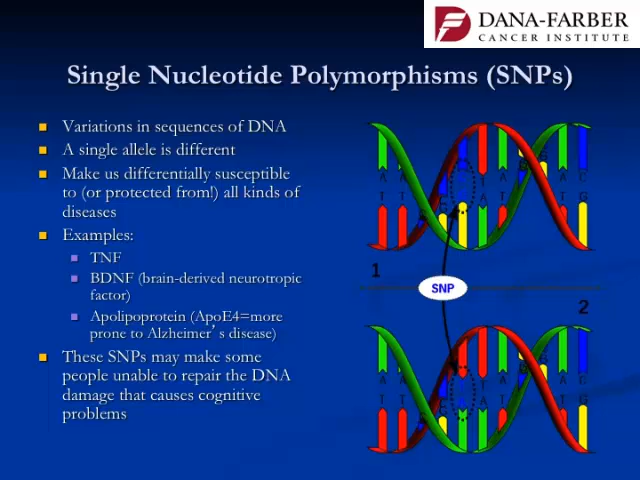 DANA-FARBER
CANCER INSTITUTE
Single Nucleotide Polymorphisms (SNPs)
Variations in sequences of DNA
A single allele is different
Make us differentially susceptible
to (or protected from!) all kinds of
diseases
Examples:
TNF
BDNF (brain-derived neurotropic
factor)
Apolipoprotein (ApoE4=more
prone to Alzheimer's disease)
These SNPs may make some
people unable to repair the DNA
damage that causes cognitive
problems
1
SNP
2